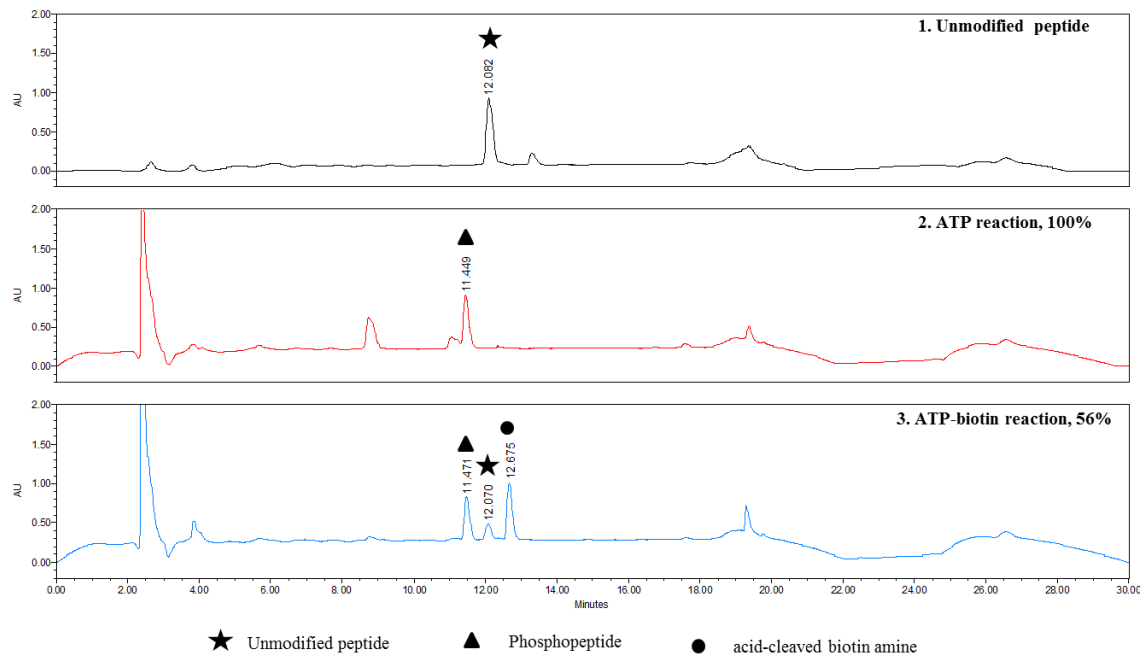 2.00
1. Unmodified peptide
1.50
12.082
1.00
AU
0.50
0.00
2.00
2. ATP reaction, 100%
1.50
11.449
1.00
AU
0.50
0.00
2.00
3. ATP-biotin reaction, 56%
1.50
11.471
12.070
12.675
1.00
AU
0.50
0.00
0.00 2.00 4.00 6.00 8.00 10.00 12.00 14.00 16.00 18.00 20.00 22.00 24.00 26.00 28.00 30.00
Minutes
Unmodified peptide Phosphopeptide acid-cleaved biotin amine